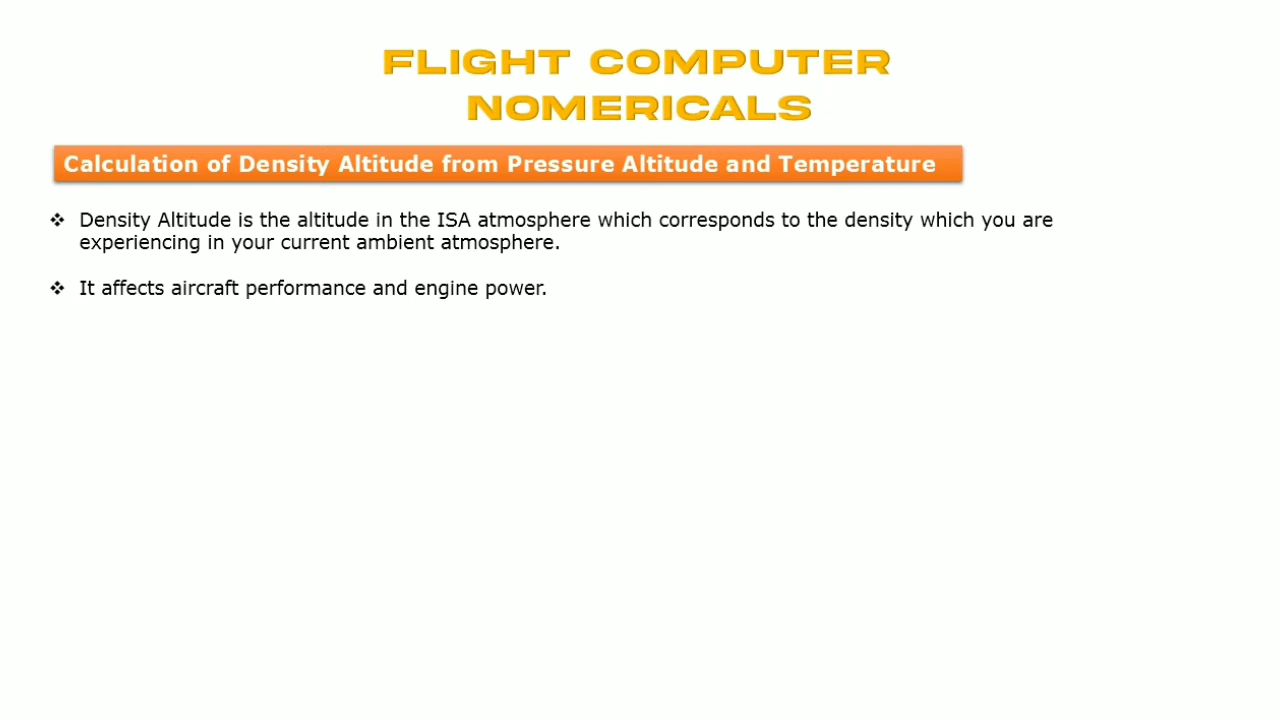 FLIGHT COMPUTER
NOMERICALS
Calculation of Density Altitude from Pressure Altitude and Temperature
❖ Density Altitude is the altitude in the ISA atmosphere which corresponds to the density which you are
experiencing in your current ambient atmosphere.
❖ It affects aircraft performance and engine power.